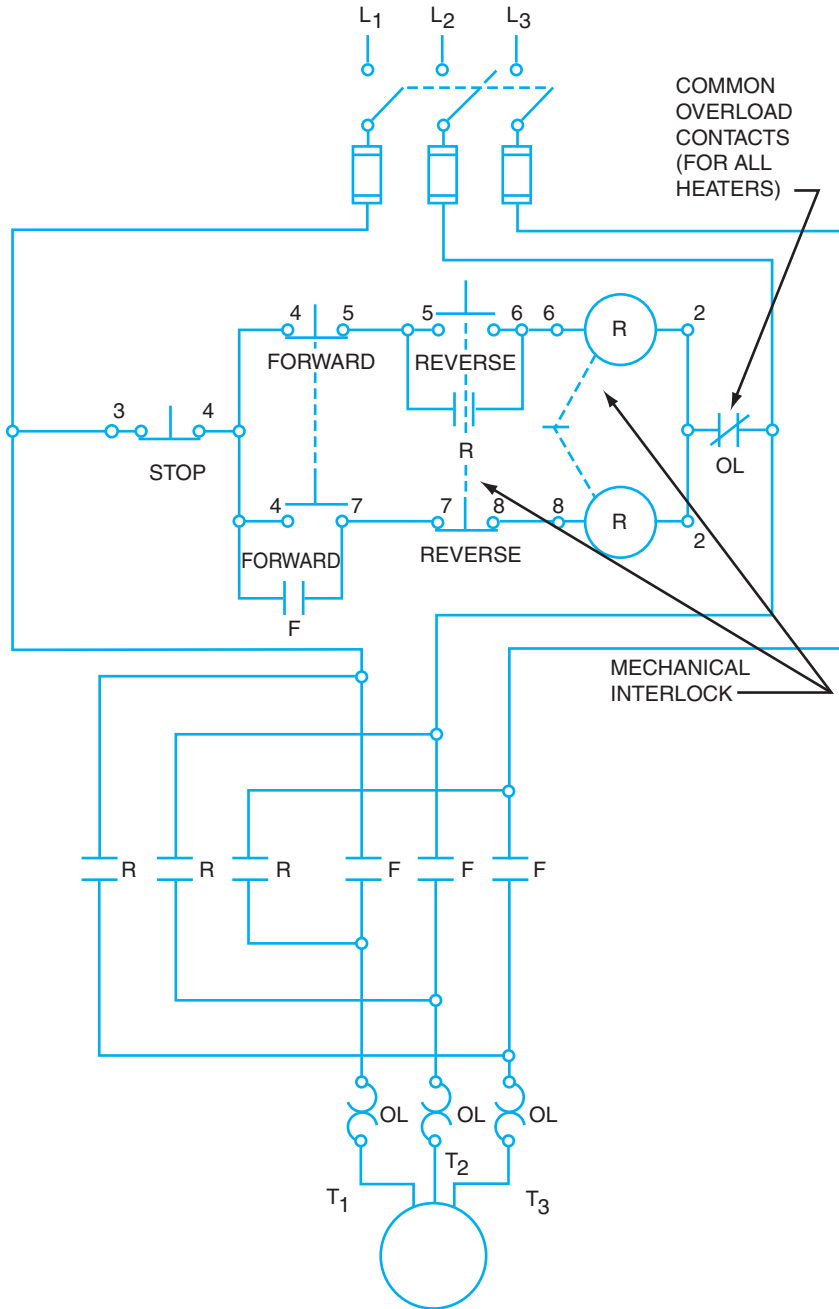 L1 L2 L3
COMMON
OVERLOAD
CONTACTS
(FOR ALL
HEATERS)
4 5 5 6 6 R 2
FORWARD REVERSE
3 4
STOP
R
OL
4 7 7 8 8 R 2
FORWARD REVERSE
F
MECHANICAL
INTERLOCK
R R R F F F
OL OL OL
T1 T2 T3